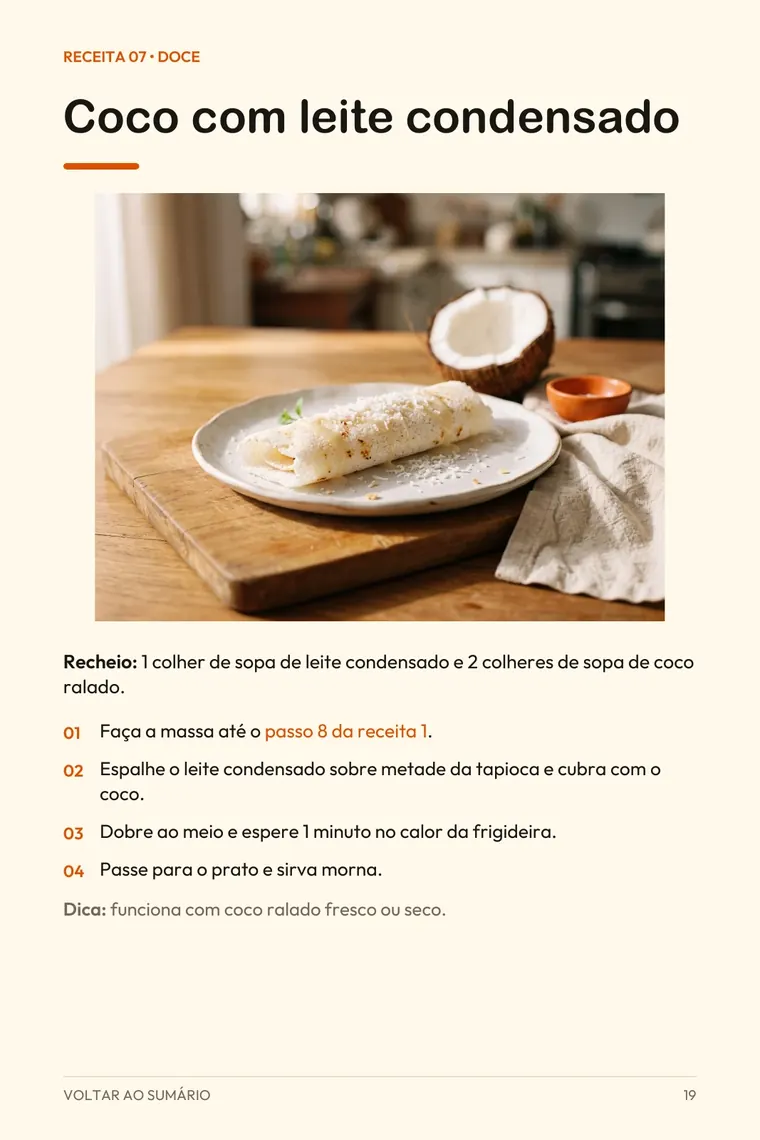 RECEITA 07 • DOCE
Coco com leite condensado
Recheio: 1 colher de sopa de leite condensado e 2 colheres de sopa de coco
ralado.
01 Faça a massa até o passo 8 da receita 1.
02 Espalhe o leite condensado sobre metade da tapioca e cubra com o
coco.
03 Dobre ao meio e espere 1 minuto no calor da frigideira.
04 Passe para o prato e sirva morna.
Dica: funciona com coco ralado fresco ou seco.
VOLTAR AO SUMÁRIO 19